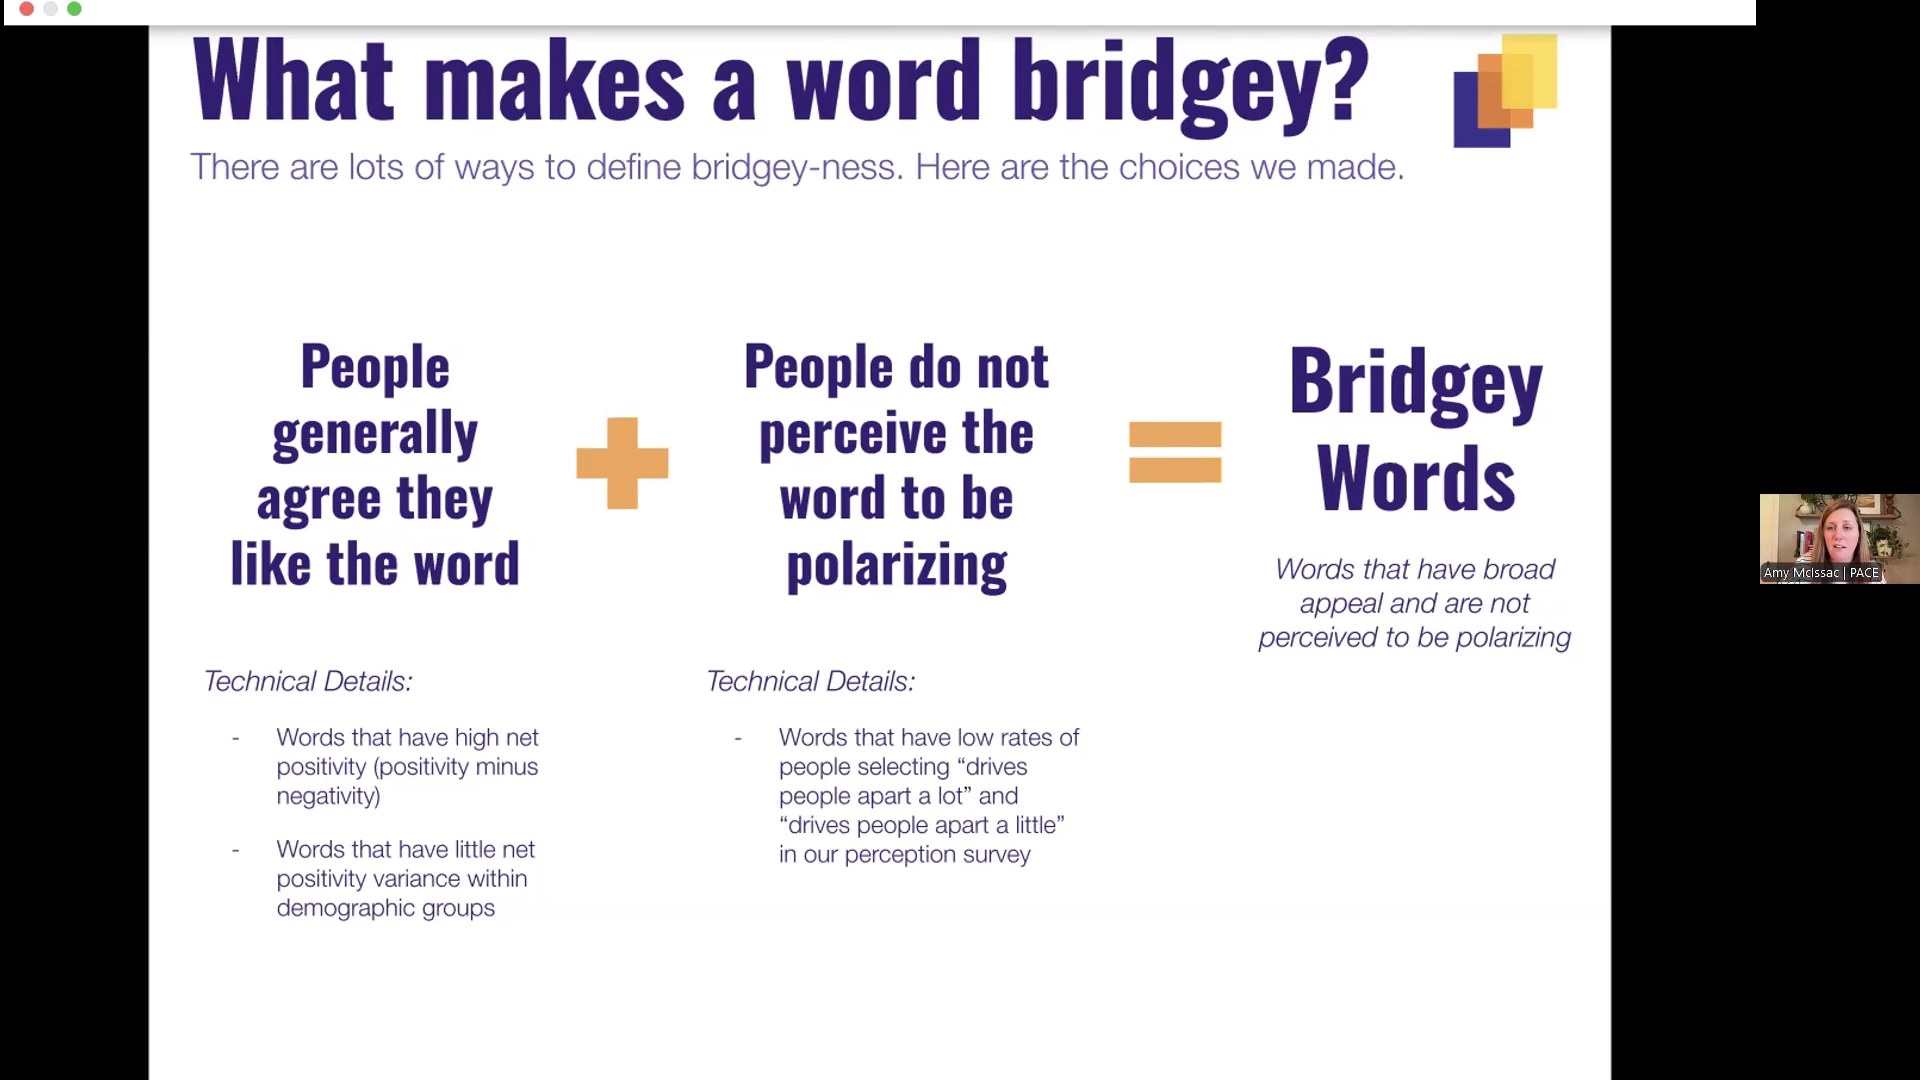 What makes a word bridgey?
There are lots of ways to define bridgey-ness. Here are the choices we made.
People
generally
agree they
like the word
People do not
perceive the
word to be
polarizing
Bridgey
Words
Words that have broad
appeal and are not
perceived to be polarizing
Technical Details:
- Words that have high net
positivity (positivity minus
negativity)
- Words that have little net
positivity variance within
demographic groups
Technical Details:
- Words that have low rates of
people selecting “drives
people apart a lot” and
“drives people apart a little”
in our perception survey
Amy McIssac | PACE